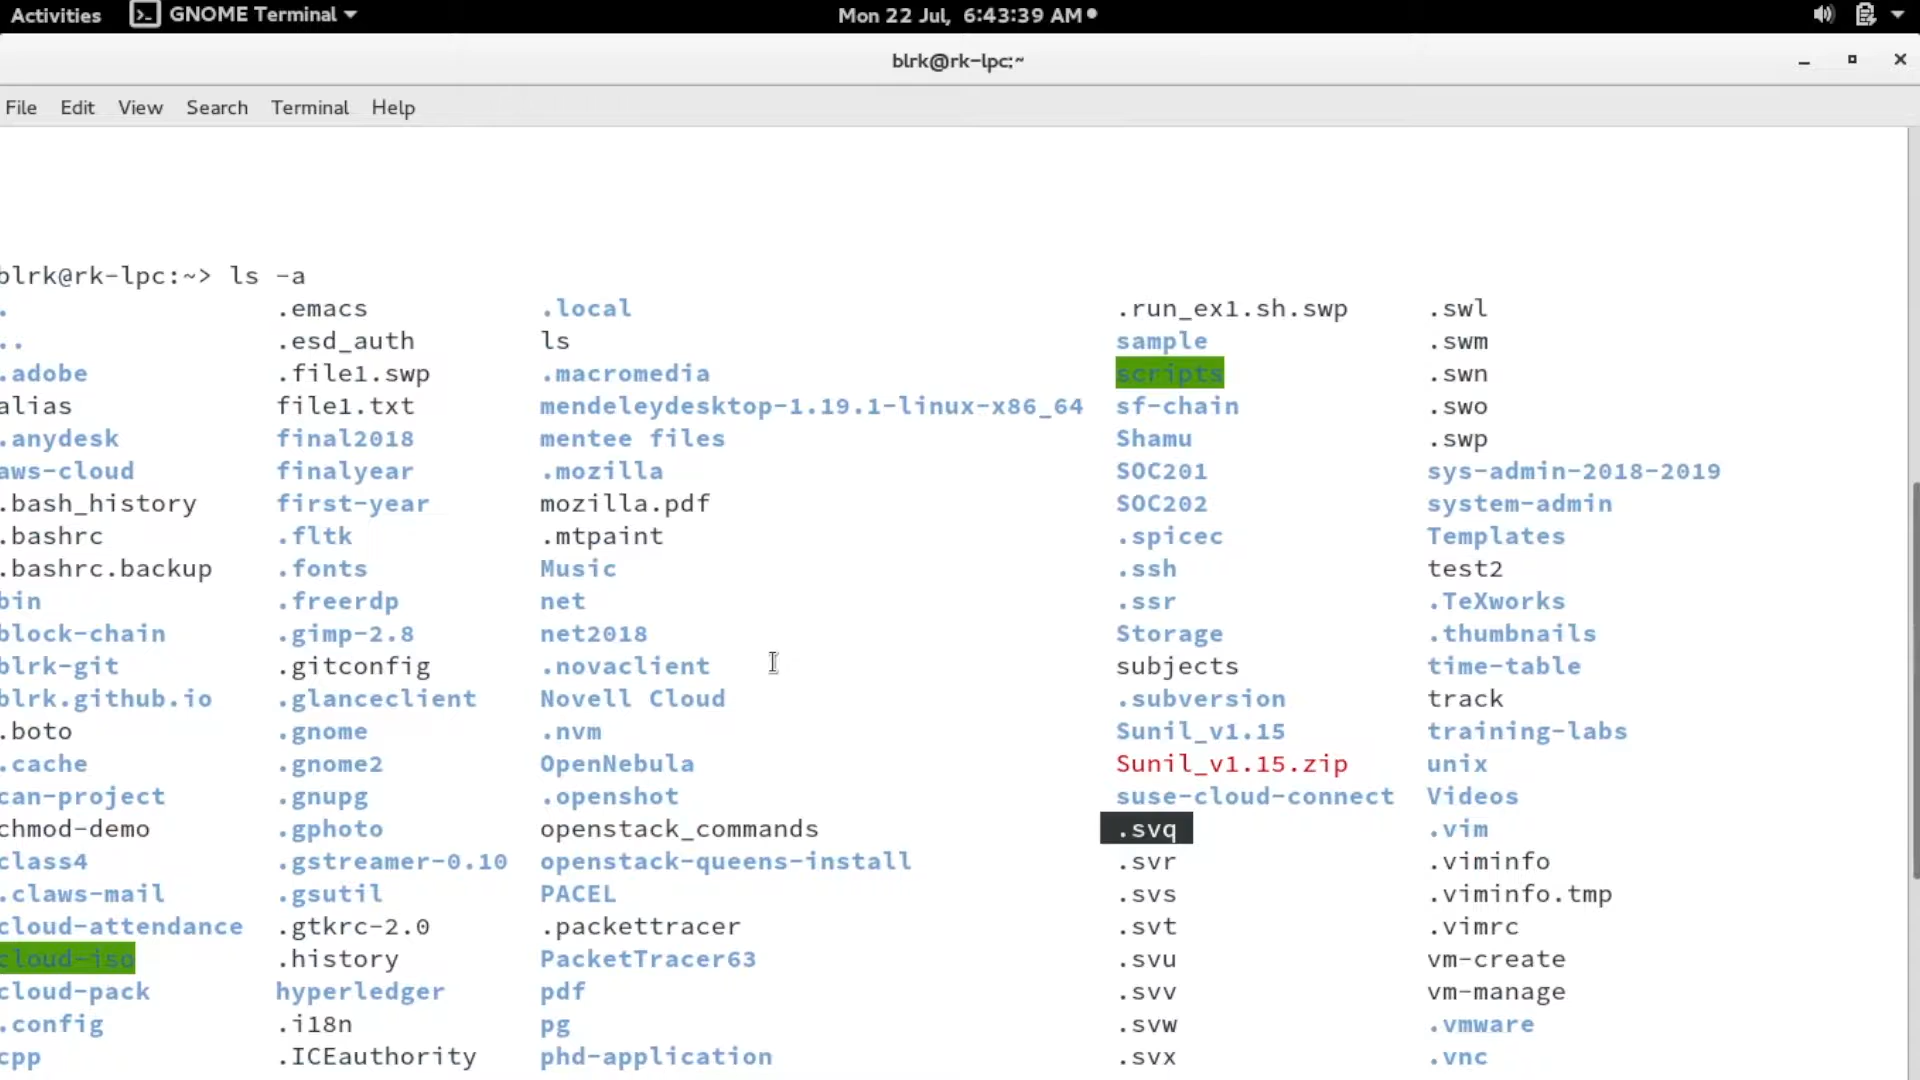 Activities GNOME Terminal Mon 22 Jul, 6:43:39 AM
blrk@rk-lpc:~
File Edit View Search Terminal Help
blrk@rk-lpc:~> ls -a
. .emacs .local .run_ex1.sh.swp .swl
.. .esd_auth ls sample .swm
.adobe .file1.swp .macromedia scripts .swn
alias file1.txt mendeleydesktop-1.19.1-linux-x86_64 sf-chain .swo
.anydesk final2018 mentee files Shamu .swp
aws-cloud finalyear .mozilla SOC201 sys-admin-2018-2019
.bash_history first-year mozilla.pdf SOC202 system-admin
.bashrc .fltk .mtpaint .spicec Templates
.bashrc.backup .fonts Music .ssh test2
bin .freerdp net .ssr .TeXworks
block-chain .gimp-2.8 net2018 Storage .thumbnails
blrk-git .gitconfig .novaclient subjects time-table
blrk.github.io .glanceclient Novell Cloud .subversion track
.boto .gnome .nvm Sunil_v1.15 training-labs
.cache .gnome2 OpenNebula Sunil_v1.15.zip unix
can-project .gnupg .openshot suse-cloud-connect Videos
chmod-demo .gphoto openstack_commands .svq .vim
class4 .gstreamer-0.10 openstack-queens-install .svr .viminfo
.claws-mail .gsutil PACEL .svs .viminfo.tmp
cloud-attendance .gtkrc-2.0 .packettracer .svt .vimrc
cloud-iso .history PacketTracer63 .svu vm-create
cloud-pack hyperledger pdf .svv vm-manage
.config .i18n pg .svw .vmware
cpp .ICEauthority phd-application .svx .vnc